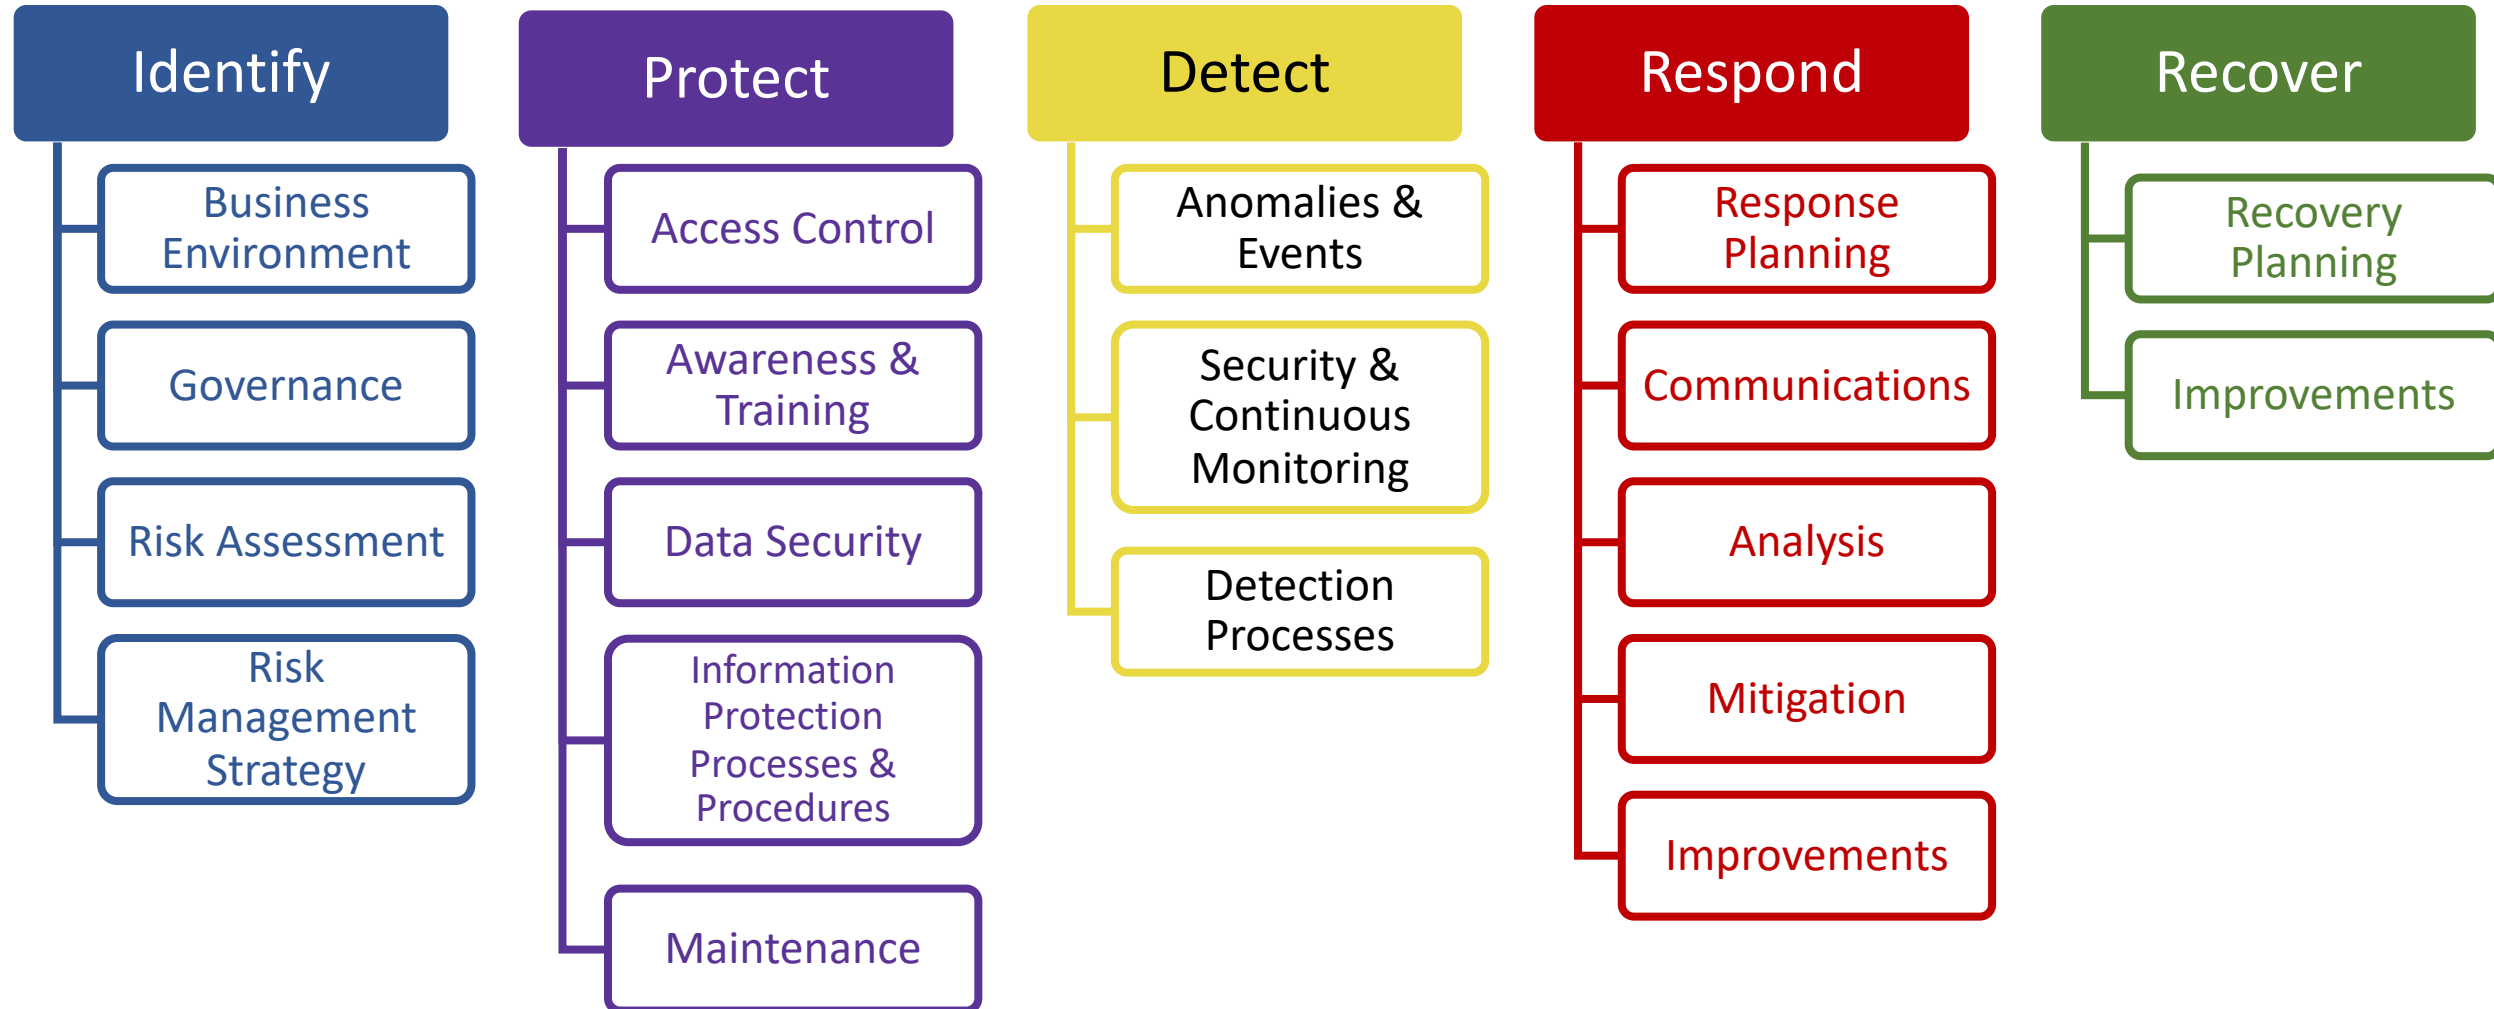 Identify
Business
Environment
Governance
Risk Assessment
Risk
Management
Strategy
Protect
Access Control
Awareness &
Training
Data Security
Information
Protection
Processes &
Procedures
Maintenance
Detect
Anomalies &
Events
Security &
Continuous
Monitoring
Detection
Processes
Respond
Response
Planning
Communications
Analysis
Mitigation
Improvements
Recover
Recovery
Planning
Improvements